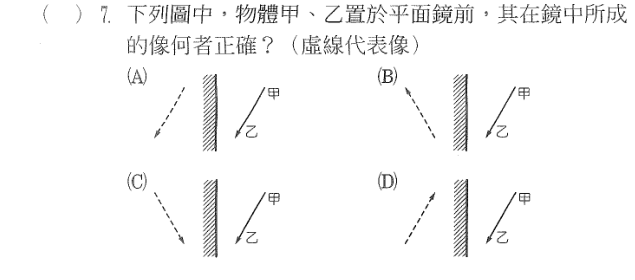 (　) 7. 下列圖中，物體甲、乙置於平面鏡前，其在鏡中所成
的像何者正確？（虛線代表像）
(A) 甲 乙 (B) 甲 乙
(C) 甲 乙 (D) 甲 乙